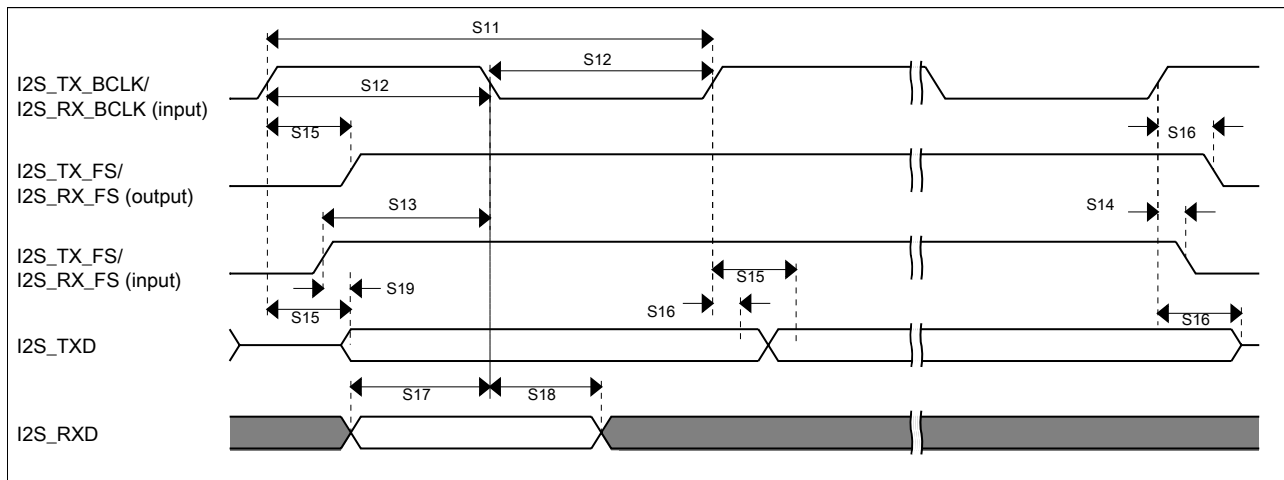 S11
S12
I2S_TX_BCLK/
I2S_RX_BCLK (input)
S12
S15
S16
I2S_TX_FS/
I2S_RX_FS (output)
S13
S14
I2S_TX_FS/
I2S_RX_FS (input)
S15
S19
S15
S16
S16
I2S_TXD
S17
S18
I2S_RXD